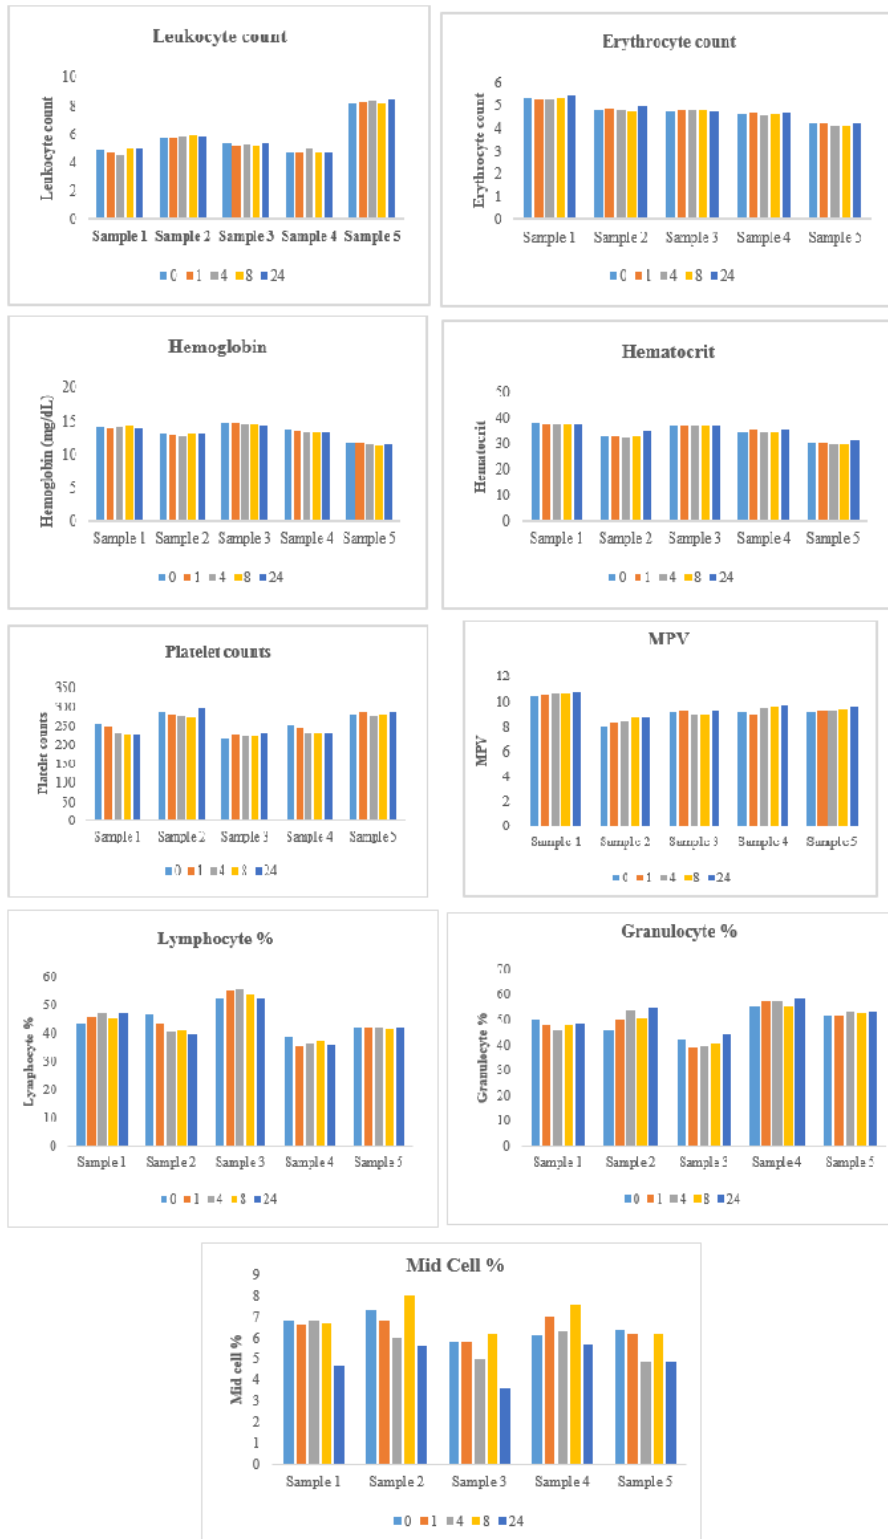 Leukocyte count
Leukocyte count
10
8
6
4
2
0
Sample 1 Sample 2 Sample 3 Sample 4 Sample 5
0 1 4 8 24
Erythrocyte count
Erythrocyte count
6
5
4
3
2
1
0
Sample 1 Sample 2 Sample 3 Sample 4 Sample 5
0 1 4 8 24
Hemoglobin
Hemoglobin (mg/dL)
20
15
10
5
0
Sample 1 Sample 2 Sample 3 Sample 4 Sample 5
0 1 4 8 24
Hematocrit
Hematocrit
50
40
30
20
10
0
Sample 1 Sample 2 Sample 3 Sample 4 Sample 5
0 1 4 8 24
Platelet counts
Platelet counts
350
300
250
200
150
100
50
0
Sample 1 Sample 2 Sample 3 Sample 4 Sample 5
0 1 4 8 24
MPV
MPV
12
10
8
6
4
2
0
Sample 1 Sample 2 Sample 3 Sample 4 Sample 5
0 1 4 8 24
Lymphocyte %
Lymphocyte %
60
50
40
30
20
10
0
Sample 1 Sample 2 Sample 3 Sample 4 Sample 5
0 1 4 8 24
Granulocyte %
Granulocyte %
70
60
50
40
30
20
10
0
Sample 1 Sample 2 Sample 3 Sample 4 Sample 5
0 1 4 8 24
Mid Cell %
Mid cell %
9
8
7
6
5
4
3
2
1
0
Sample 1 Sample 2 Sample 3 Sample 4 Sample 5
0 1 4 8 24